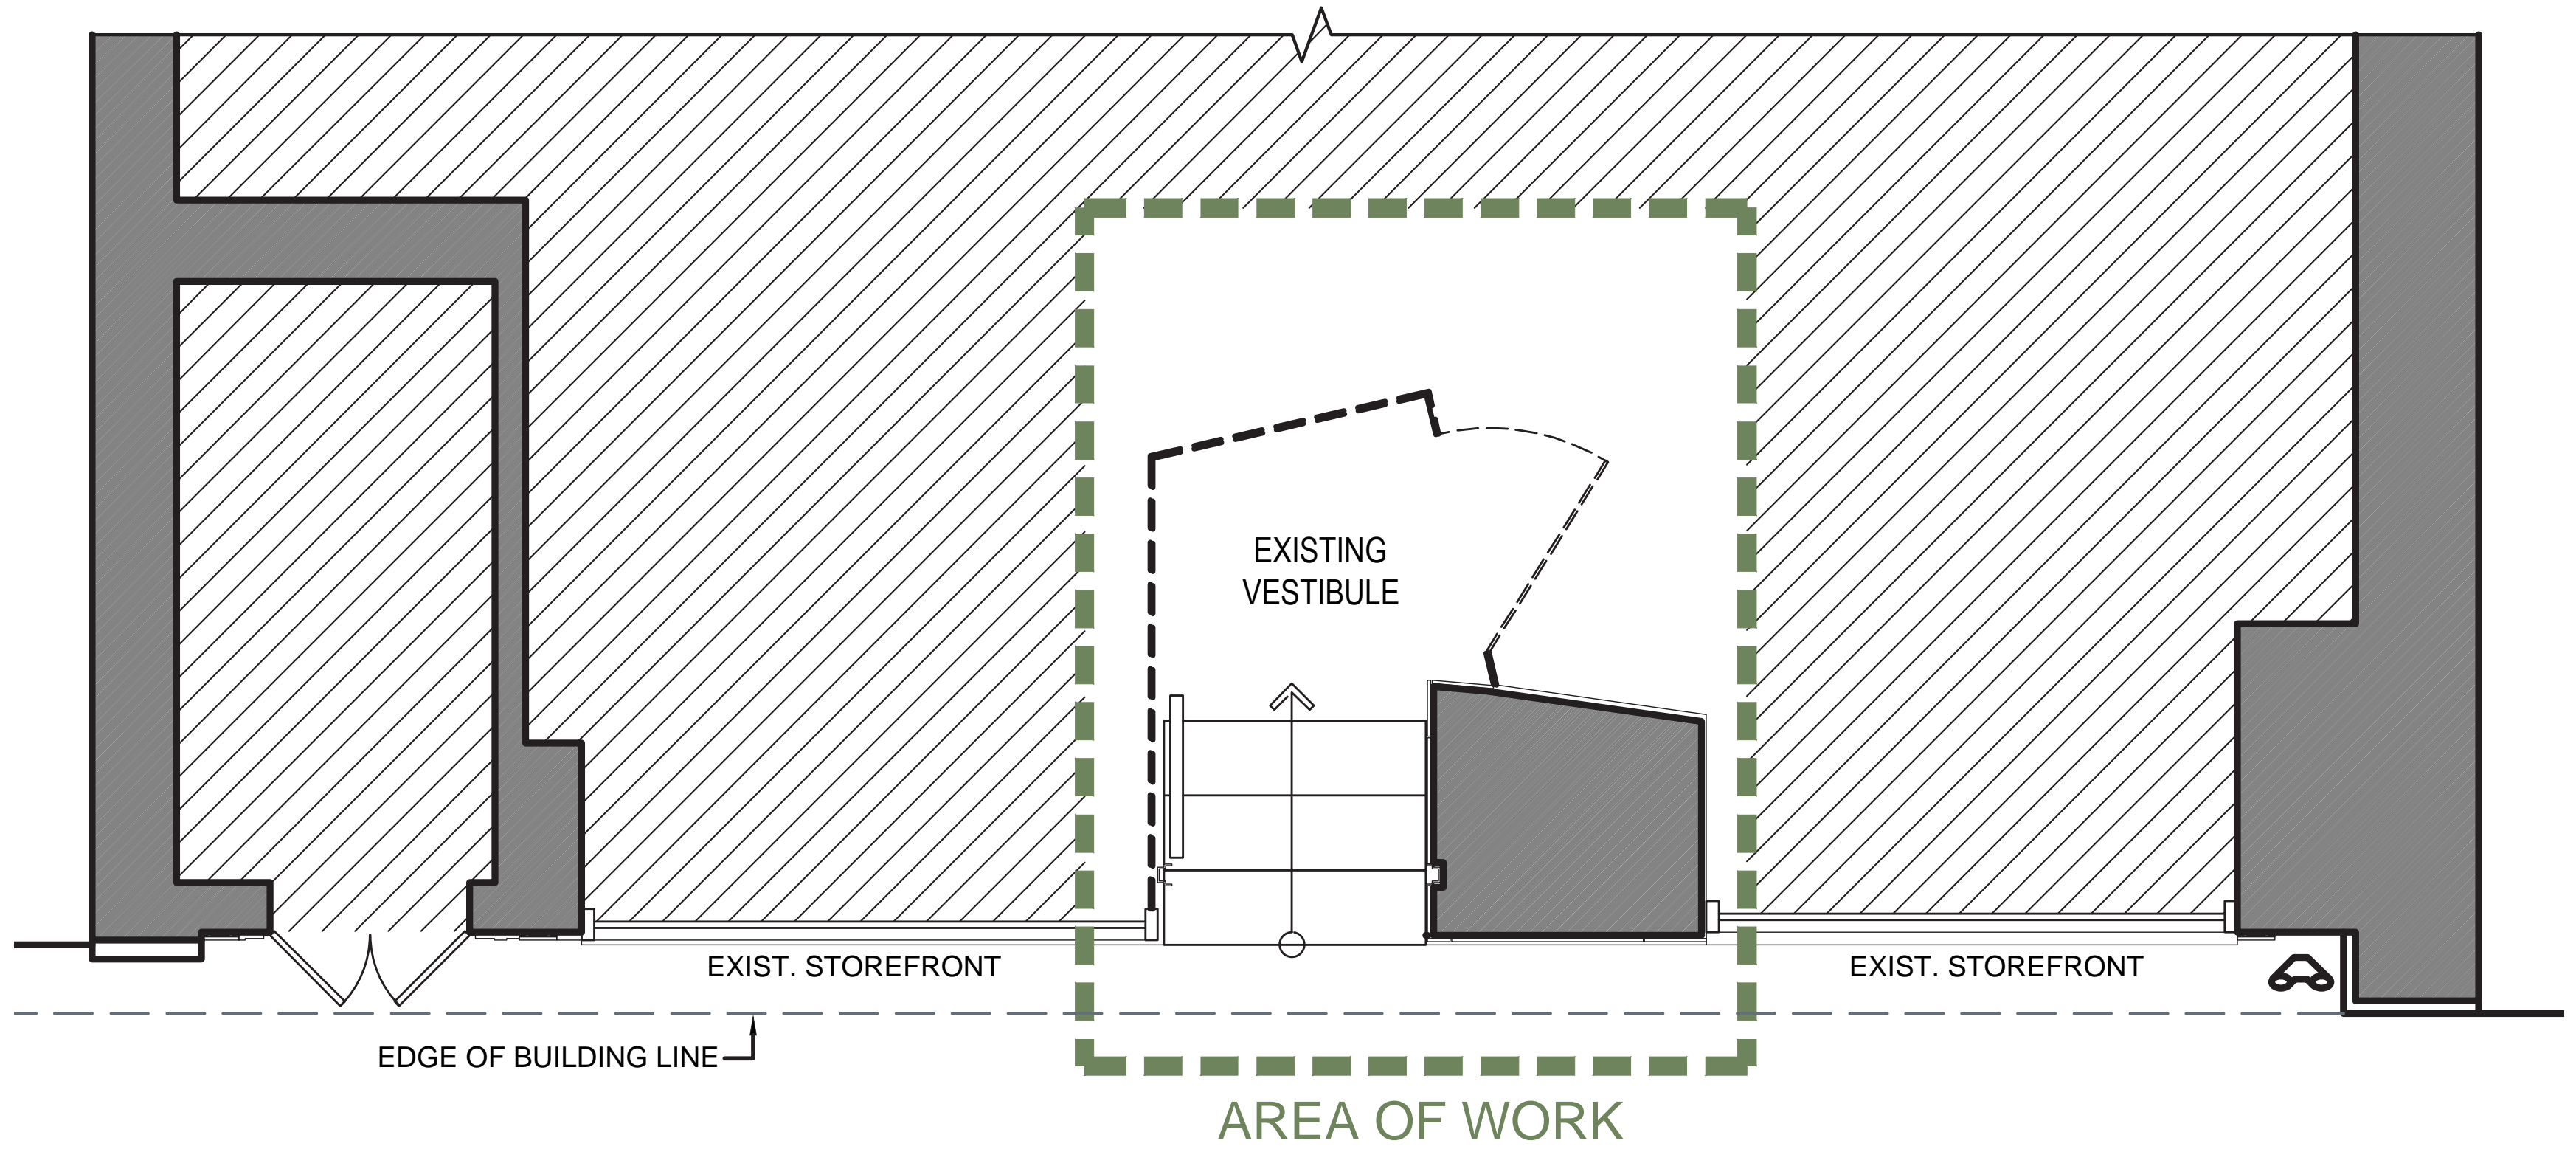 EXISTING
VESTIBULE
EXIST. STOREFRONT
EXIST. STOREFRONT
EDGE OF BUILDING LINE
AREA OF WORK